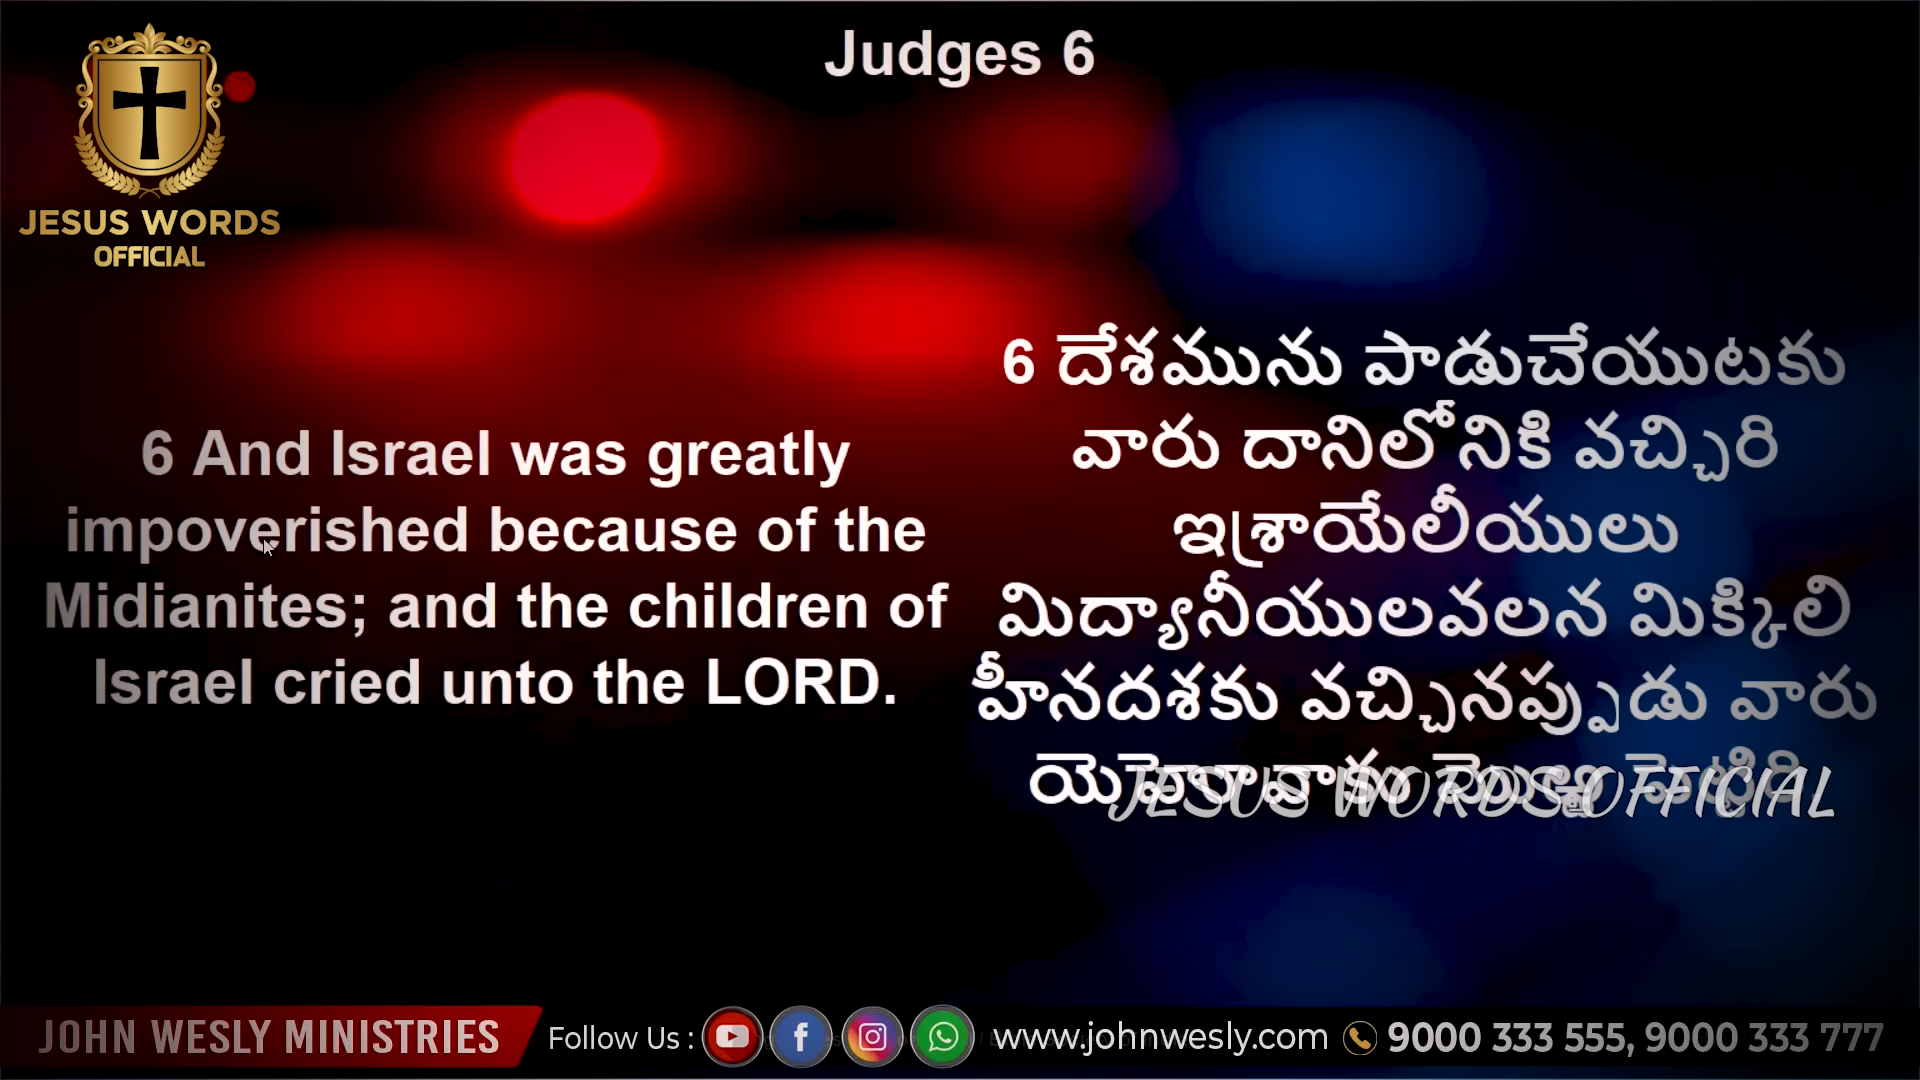 Judges 6
JESUS WORDS
OFFICIAL
6 And Israel was greatly
impoverished because of the
Midianites; and the children of
Israel cried unto the LORD.
6 దేశమును పాడుచేయుటకు
వారు దానిలోనికి వచ్చిరి
ఇశ్రాయేలీయులు
మిద్యానీయులవలన మిక్కిలి
హీనదశకు వచ్చినప్పుడు వారు
యెహోవాకు మొఱ్ఱ పెట్టిరి.
JESUS WORDS OFFICIAL
JOHN WESLY MINISTRIES
Follow Us :
www.johnwesly.com
9000 333 555, 9000 333 777